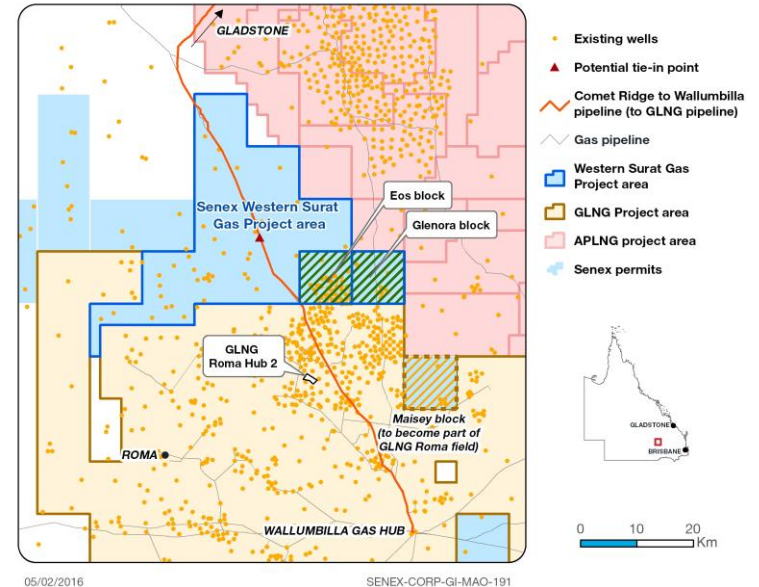 GLADSTONE
Eos block
Glenora block
Senex Western Surat
Gas Project area
GLNG
Roma Hub 2
Maisey block
(to become part of
GLNG Roma field)
ROMA
WALLUMBILLA GAS HUB
Existing wells
Potential tie-in point
Comet Ridge to Wallumbilla
pipeline (to GLNG pipeline)
Gas pipeline
Western Surat Gas
Project area
GLNG Project area
APLNG project area
Senex permits
GLADSTONE
BRISBANE
0 10 20
Km
05/02/2016
SENEX-CORP-GI-MAO-191